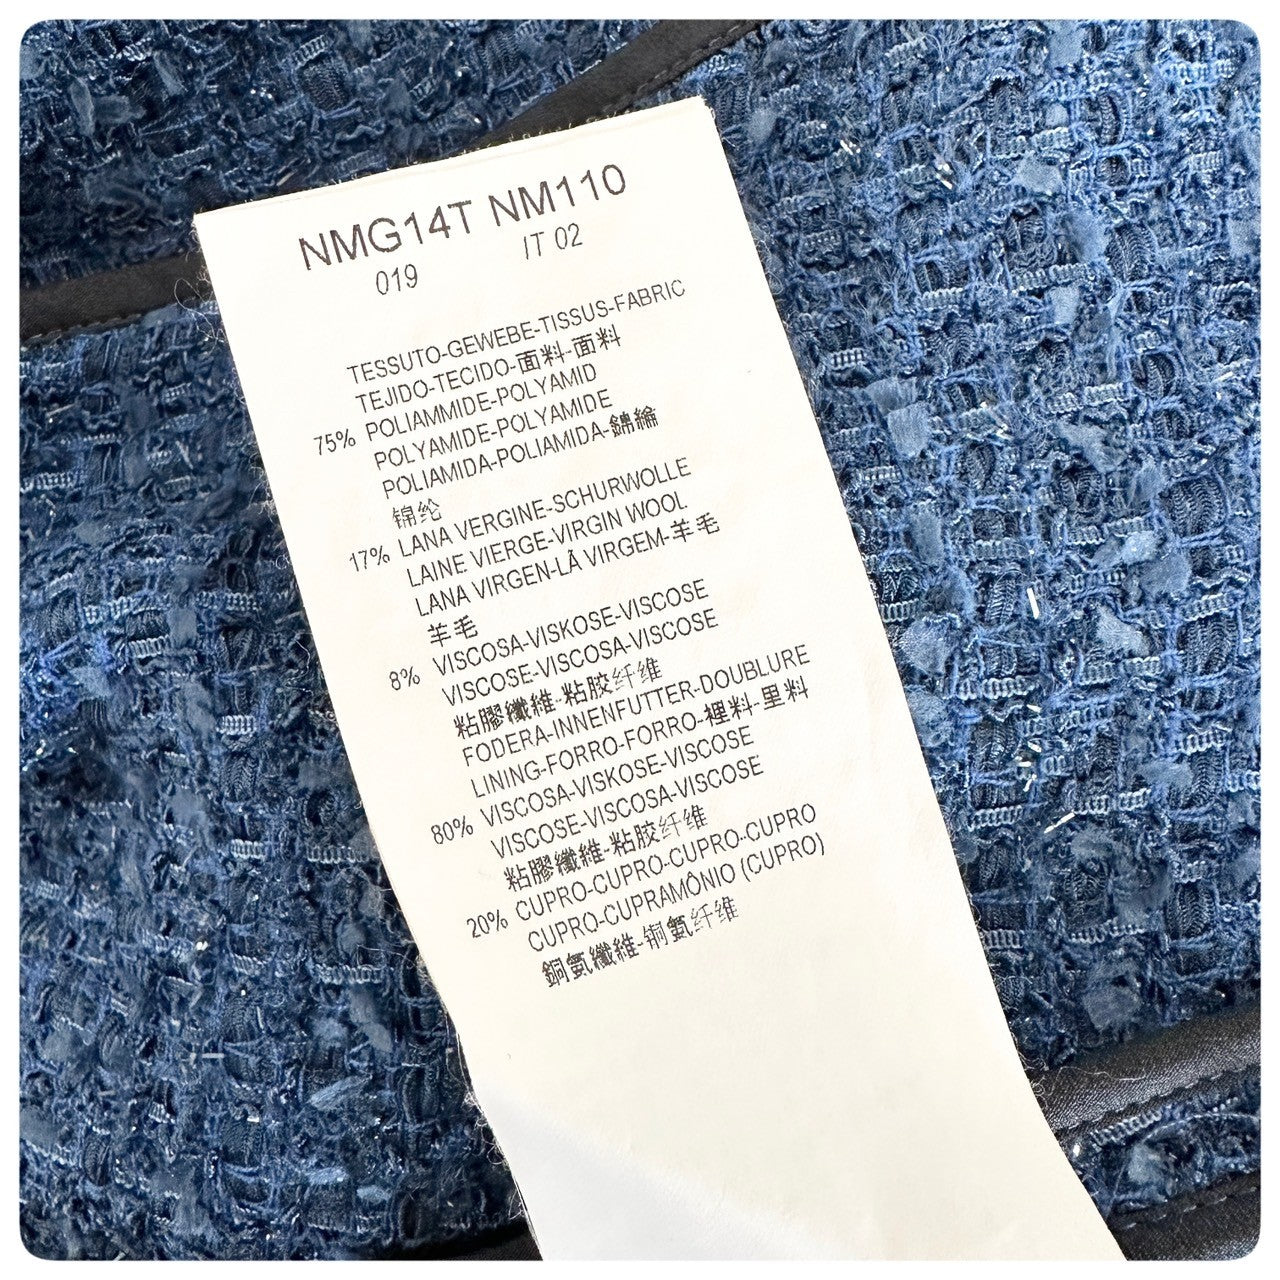 NMG14T NM110
019 IT 02
TESSUTO-GEWEBE-TISSUS-FABRIC
TEJIDO-TECIDO-面料-面料
75% POLIAMMIDE-POLYAMID
POLYAMIDE-POLYAMIDE
POLIAMIDA-POLIAMIDA-錦綸
锦纶
17% LANA VERGINE-SCHURWOLLE
LAINE VIERGE-VIRGIN WOOL
LANA VIRGEN-LÃ VIRGEM-羊毛
羊毛
8% VISCOSA-VISKOSE-VISCOSE
VISCOSE-VISCOSA-VISCOSE
粘膠纖維-粘胶纤维
FODERA-INNENFUTTER-DOUBLURE
LINING-FORRO-FORRO-裡料-里料
80% VISCOSA-VISKOSE-VISCOSE
VISCOSE-VISCOSA-VISCOSE
粘膠纖維-粘胶纤维
20% CUPRO-CUPRO-CUPRO-CUPRO
CUPRO-CUPRAMÔNIO (CUPRO)
銅氨纖維-铜氨纤维